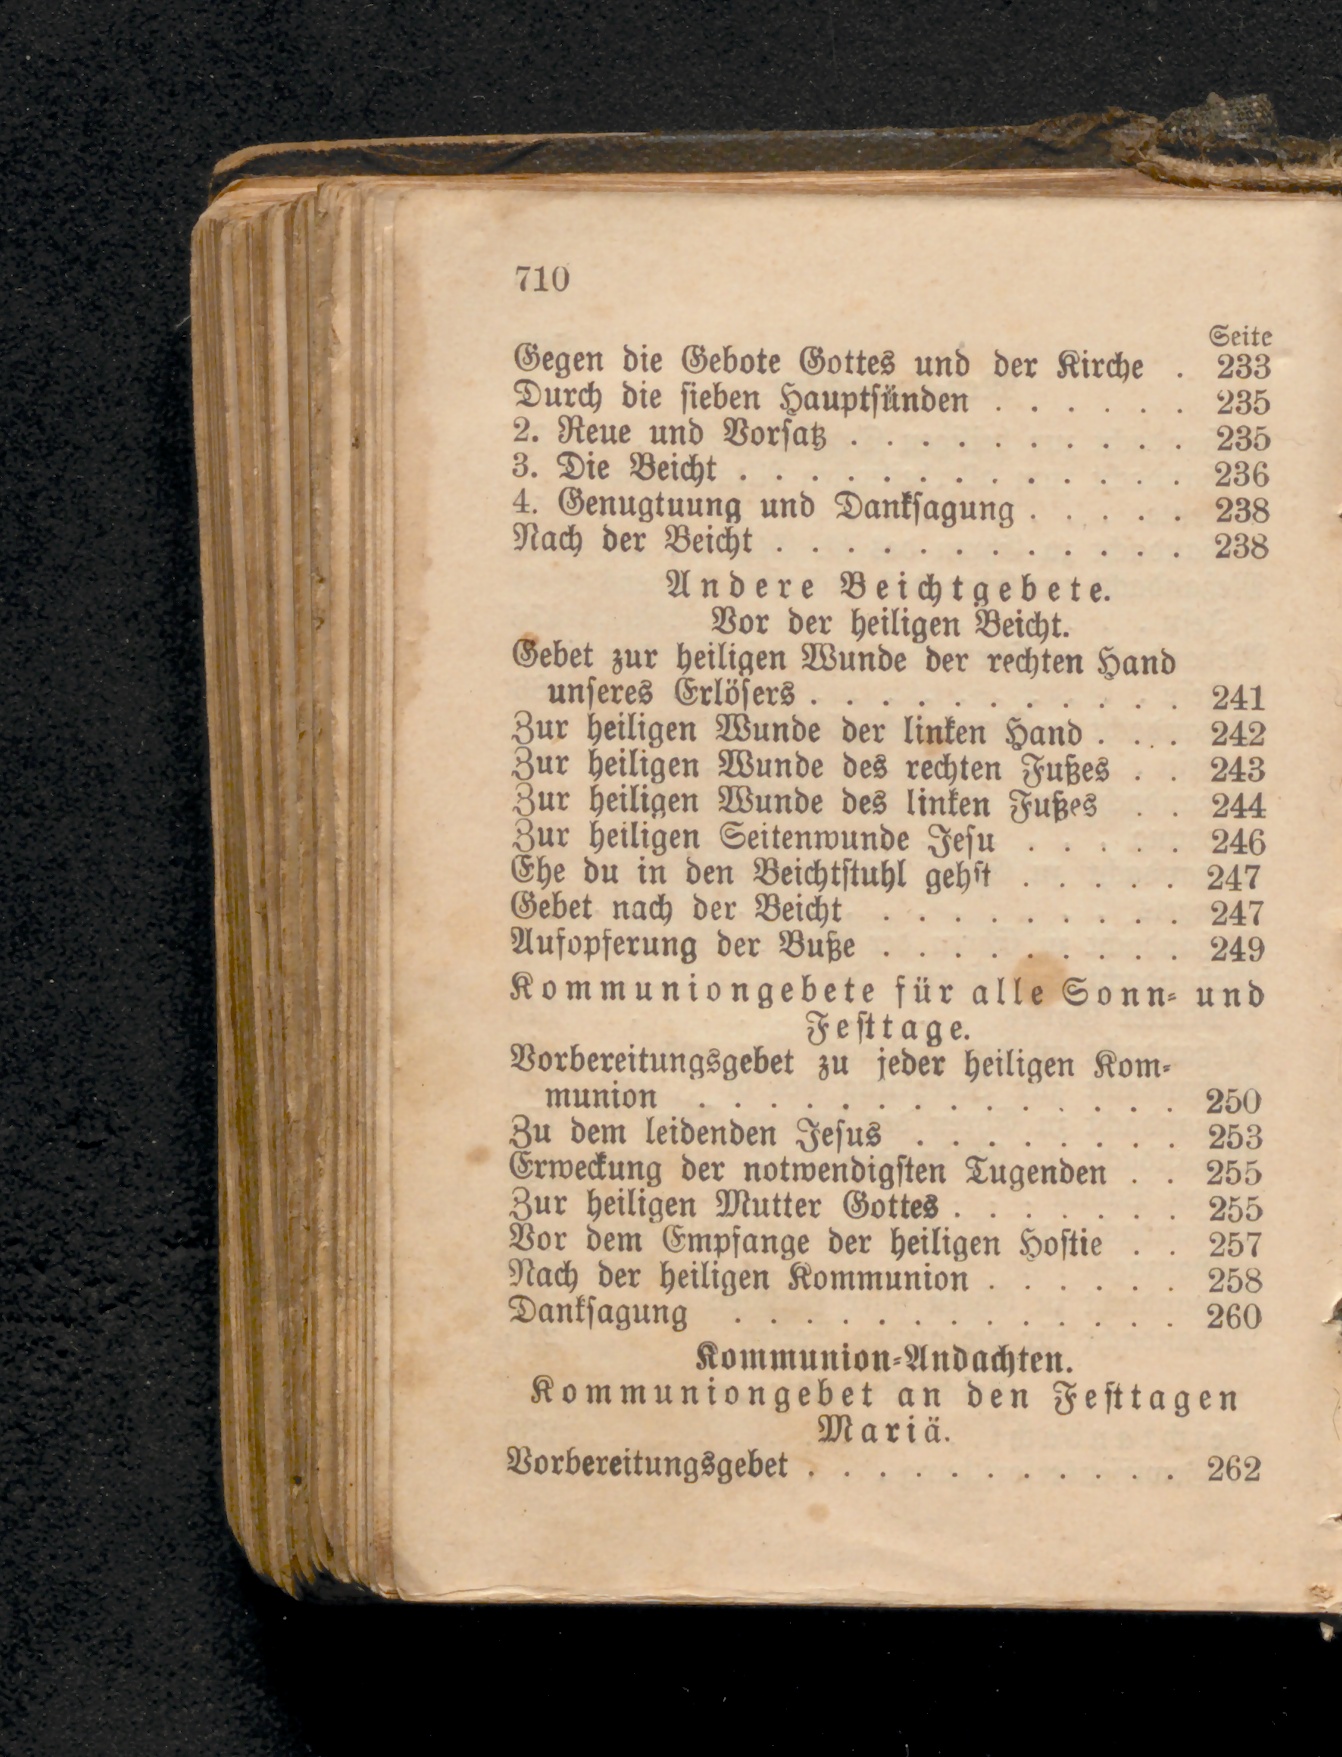 710
Seite
Gegen die Gebote Gottes und der Kirche . 233
Durch die sieben Hauptsünden . . . . . . 235
2. Reue und Vorsatz . . . . . . . . . . 235
3. Die Beicht . . . . . . . . . . . . . 236
4. Genugtuung und Danksagung . . . . . 238
Nach der Beicht . . . . . . . . . . . . 238
Andere Beichtgebete.
Vor der heiligen Beicht.
Gebet zur heiligen Wunde der rechten Hand
unseres Erlösers . . . . . . . . . . . 241
Zur heiligen Wunde der linken Hand . . . 242
Zur heiligen Wunde des rechten Fußes . . 243
Zur heiligen Wunde des linken Fußes . . 244
Zur heiligen Seitenwunde Jesu . . . . . 246
Ehe du in den Beichtstuhl gehst . . . . . 247
Gebet nach der Beicht . . . . . . . . . 247
Aufopferung der Buße . . . . . . . . . 249
Kommuniongebete für alle Sonn- und
Festtage.
Vorbereitungsgebet zu jeder heiligen Kom-
munion . . . . . . . . . . . . . . 250
Zu dem leidenden Jesus . . . . . . . . 253
Erweckung der notwendigsten Tugenden . . 255
Zur heiligen Mutter Gottes . . . . . . . 255
Vor dem Empfange der heiligen Hostie . . 257
Nach der heiligen Kommunion . . . . . . 258
Danksagung . . . . . . . . . . . . . 260
Kommunion-Andachten.
Kommuniongebet an den Festtagen
Mariä.
Vorbereitungsgebet . . . . . . . . . . . 262